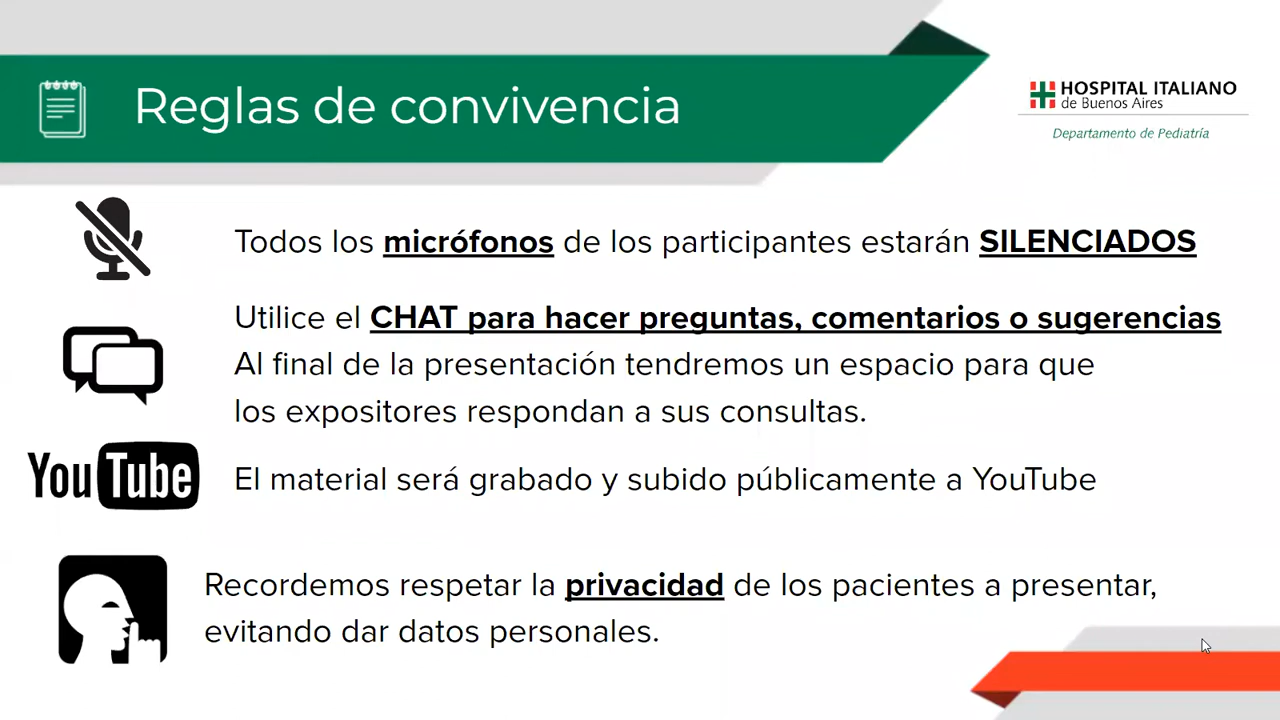 Reglas de convivencia
HOSPITAL ITALIANO
de Buenos Aires
Departamento de Pediatría
Todos los micrófonos de los participantes estarán SILENCIADOS
Utilice el CHAT para hacer preguntas, comentarios o sugerencias
Al final de la presentación tendremos un espacio para que
los expositores respondan a sus consultas.
YouTube
El material será grabado y subido públicamente a YouTube
Recordemos respetar la privacidad de los pacientes a presentar,
evitando dar datos personales.